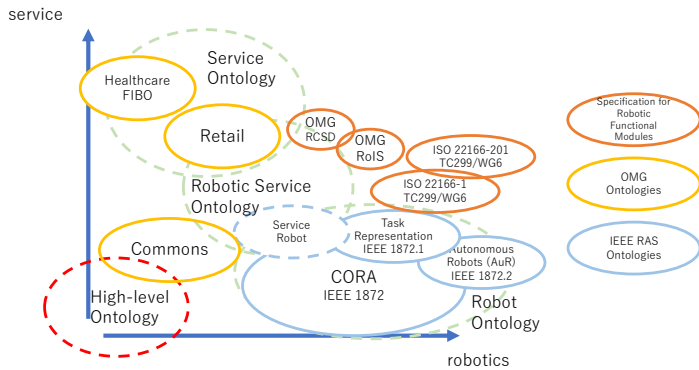 service
Service
Ontology
Healthcare
FIBO
Retail
OMG
RCSD
OMG
RoIS
ISO 22166-201
TC299/WG6
ISO 22166-1
TC299/WG6
Specification for
Robotic
Functional
Modules
OMG
Ontologies
IEEE RAS
Ontologies
Robotic Service
Ontology
Service
Robot
Task
Representation
IEEE 1872.1
Commons
Autonomous
Robots (AuR)
IEEE 1872.2
CORA
IEEE 1872
High-level
Ontology
Robot
Ontology
robotics